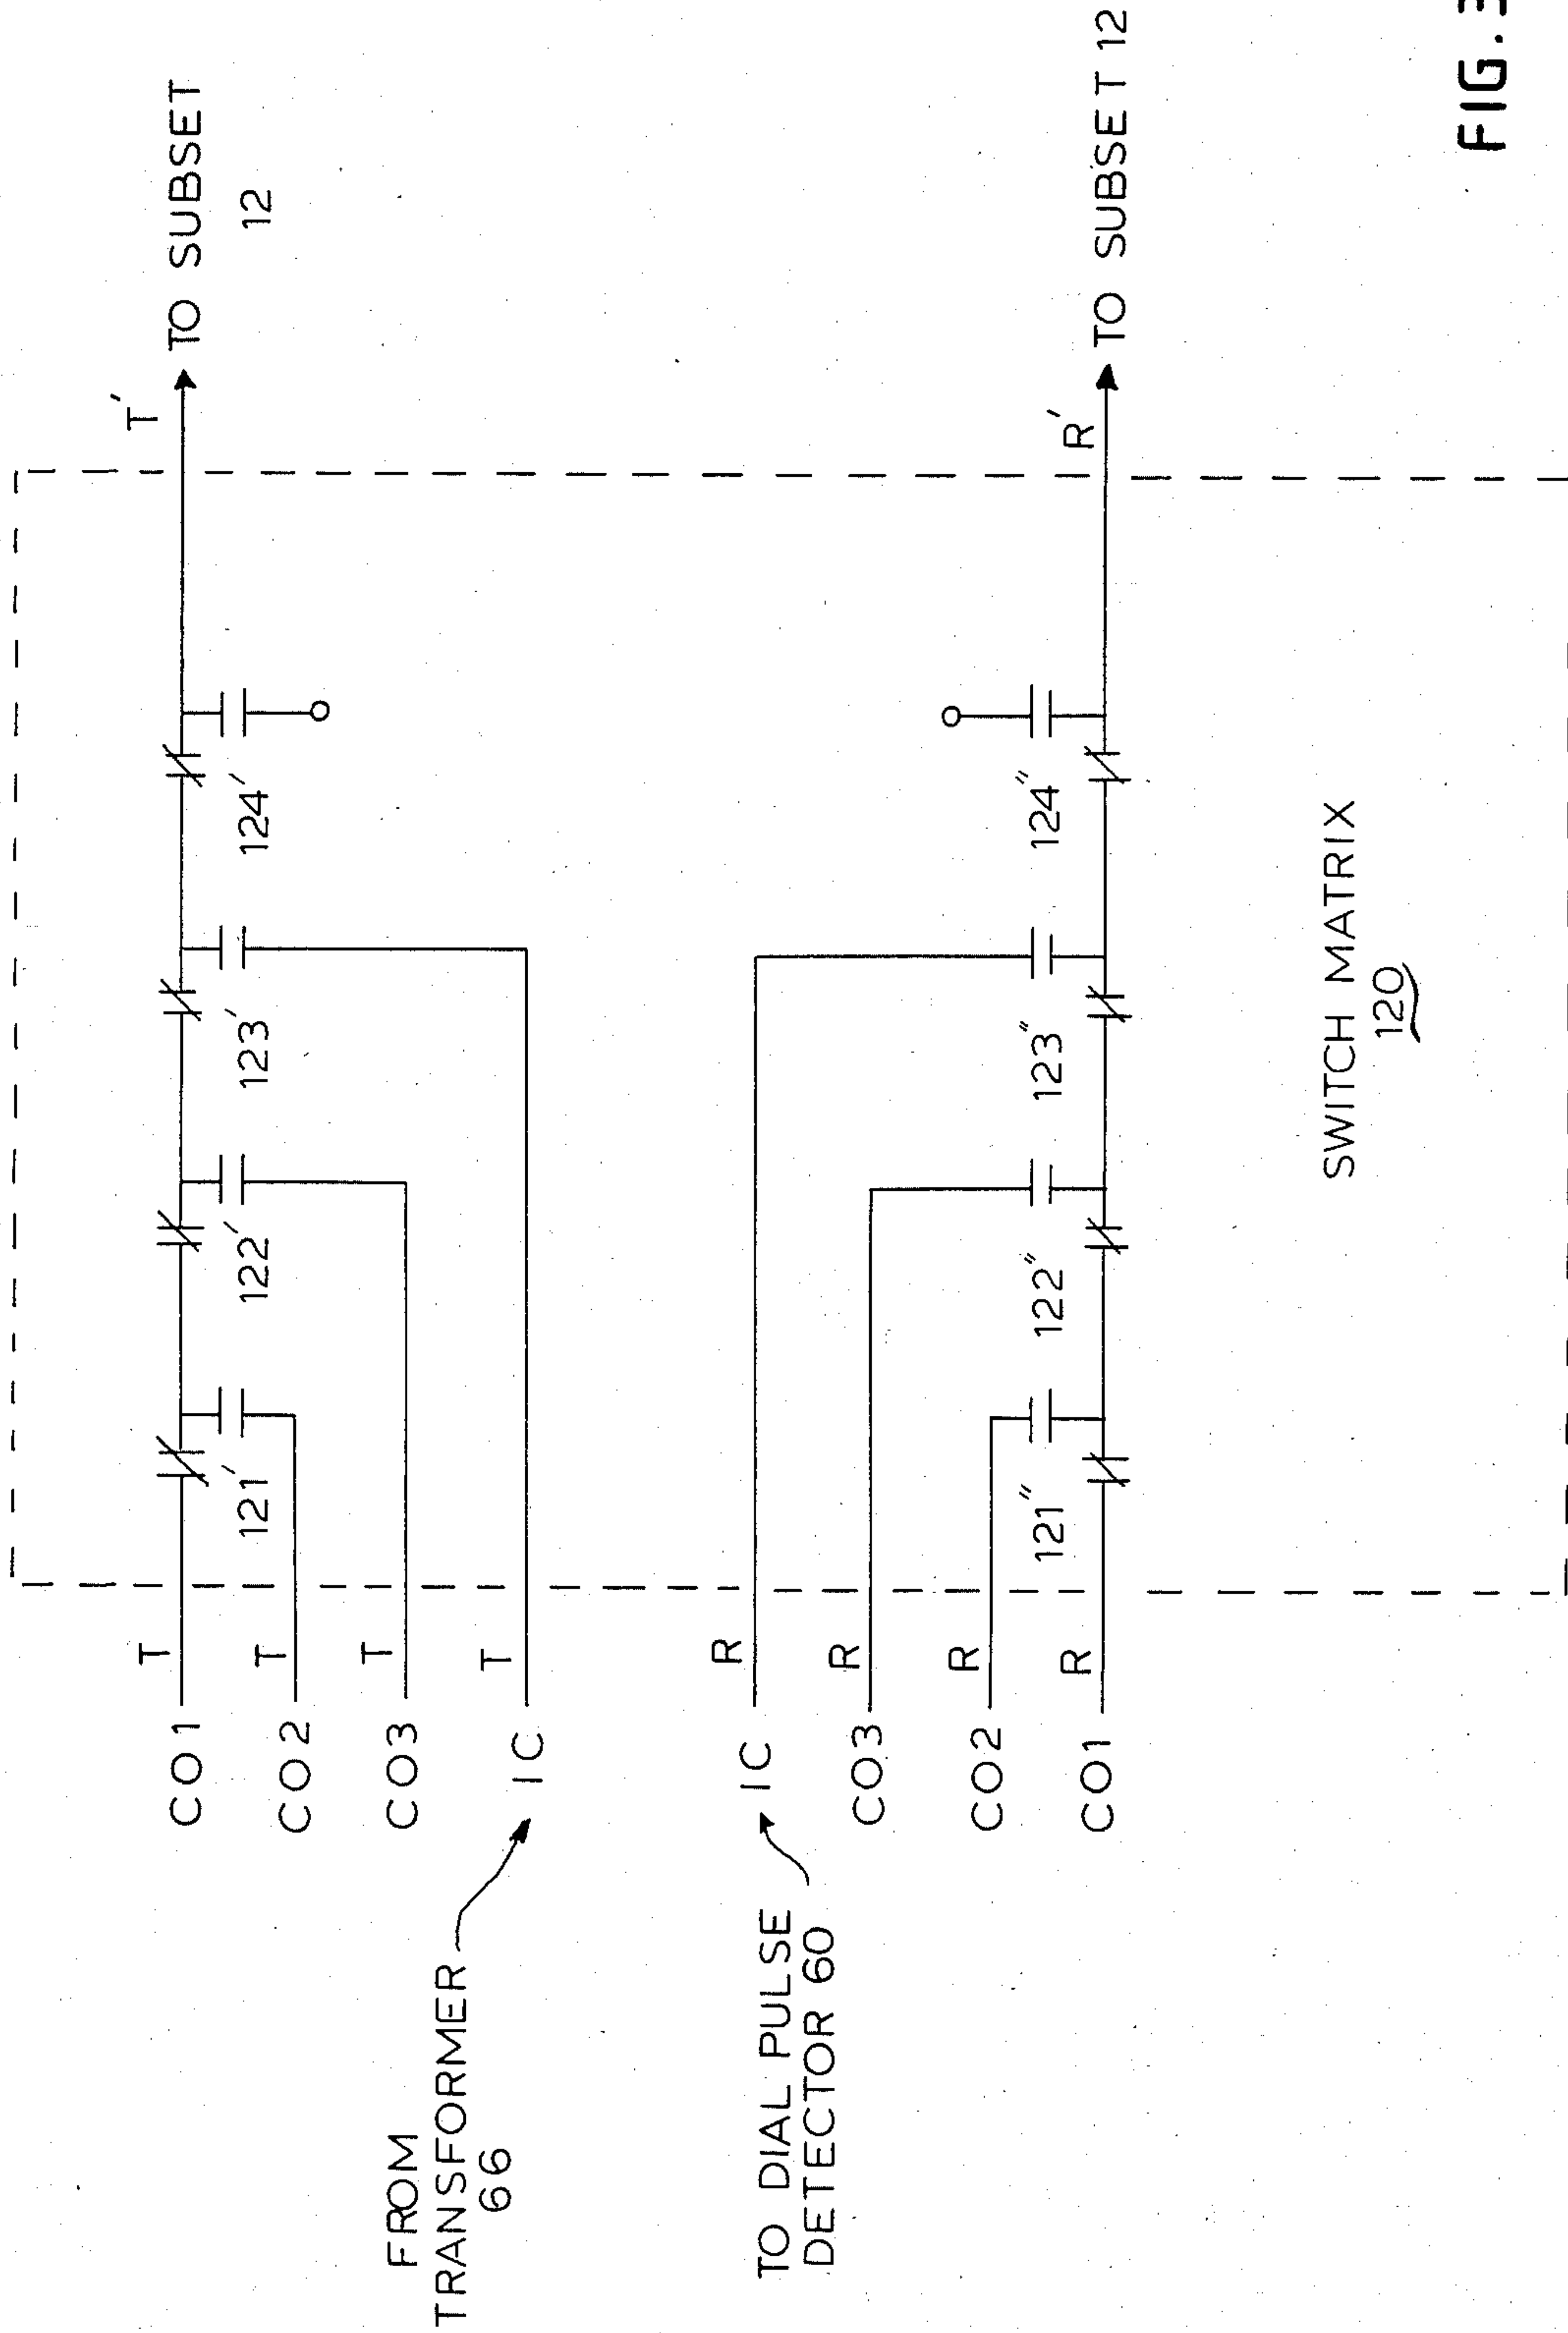 T
CO1
T
CO2
T
CO3
T
IC
FROM
TRANSFORMER
66
121′
122′
123′
124′
T′
TO SUBSET
12
R
IC
TO DIAL PULSE
DETECTOR 60
R
CO3
R
CO2
R
CO1
121″
122″
123″
124″
R′
TO SUBSET 12
SWITCH MATRIX
120
FIG. 3